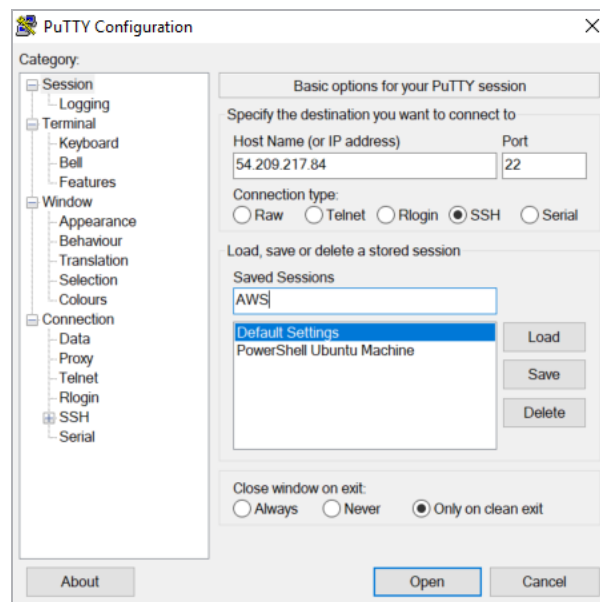 PuTTY Configuration
Category:
Session
Logging
Terminal
Keyboard
Bell
Features
Window
Appearance
Behaviour
Translation
Selection
Colours
Connection
Data
Proxy
Telnet
Rlogin
SSH
Serial
Basic options for your PuTTY session
Specify the destination you want to connect to
Host Name (or IP address) Port
54.209.217.84 22
Connection type:
Raw Telnet Rlogin SSH Serial
Load, save or delete a stored session
Saved Sessions
AWS
Default Settings
PowerShell Ubuntu Machine
Load
Save
Delete
Close window on exit:
Always Never Only on clean exit
About Open Cancel